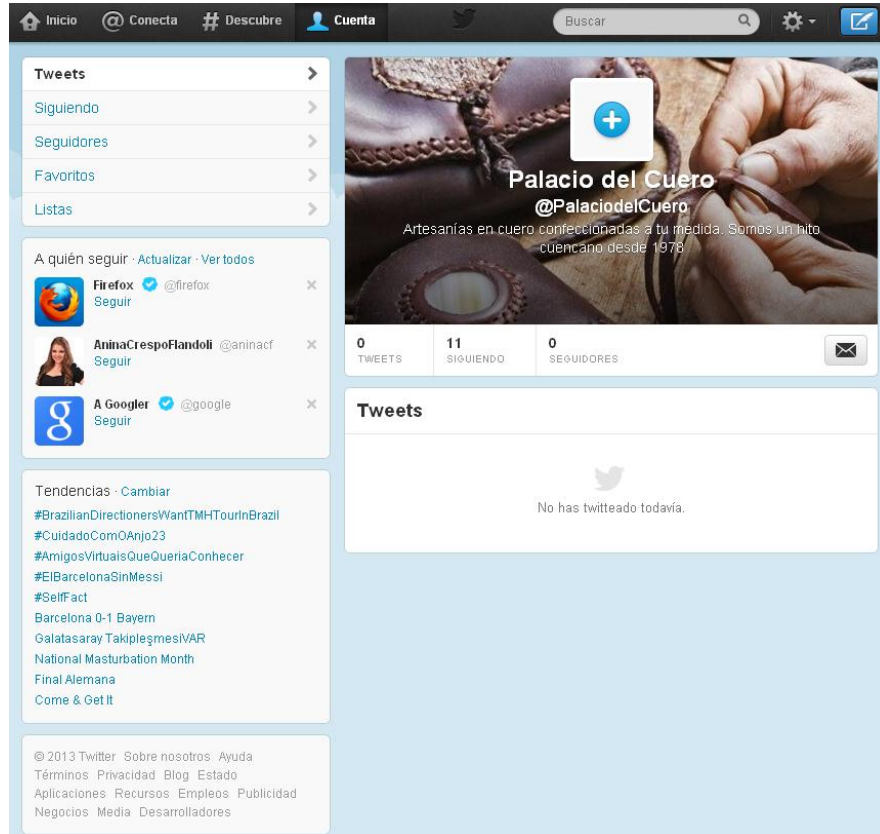 Inicio Conecta Descubre Cuenta Buscar
Tweets
Siguiendo
Seguidores
Favoritos
Listas
A quién seguir · Actualizar · Ver todos
Firefox @firefox
Seguir
AninaCrespoFlandoli @aninacf
Seguir
A Googler @google
Seguir
Tendencias · Cambiar
#BrazilianDirectionersWantTMHTourInBrazil
#CuidadoComOAnjo23
#AmigosVirtuaisQueQueriaConhecer
#ElBarcelonaSinMessi
#SelfFact
Barcelona 0-1 Bayern
Galatasaray TakipleşmesiVAR
National Masturbation Month
Final Alemana
Come & Get It
© 2013 Twitter Sobre nosotros Ayuda
Términos Privacidad Blog Estado
Aplicaciones Recursos Empleos Publicidad
Negocios Media Desarrolladores
Palacio del Cuero
@PalaciodelCuero
Artesanías en cuero confeccionadas a tu medida. Somos un hito
cuencano desde 1978
0 11 0
TWEETS SIGUIENDO SEGUIDORES
Tweets
No has twitteado todavía.